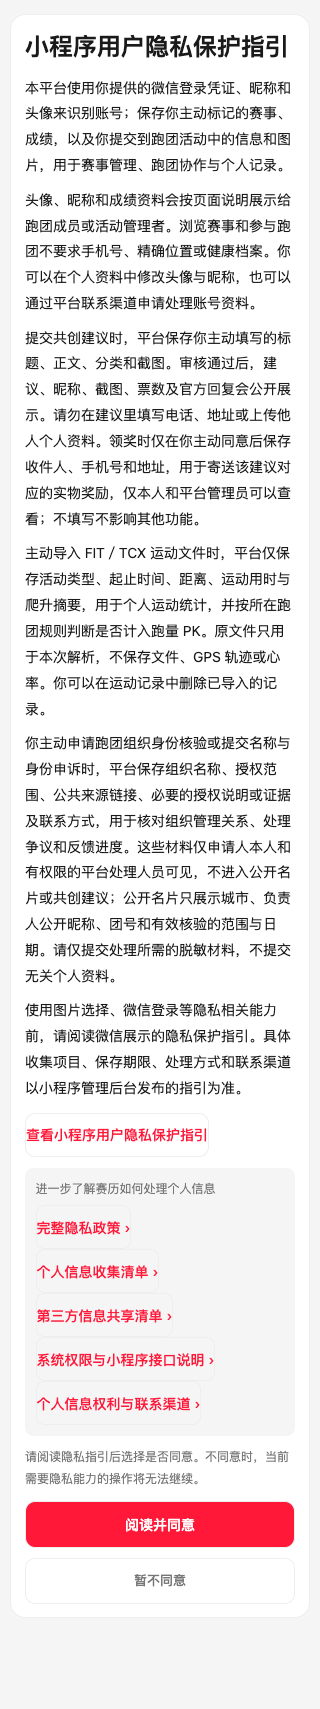 小程序用户隐私保护指引
本平台使用你提供的微信登录凭证、昵称和
头像来识别账号；保存你主动标记的赛事、
成绩，以及你提交到跑团活动中的信息和图
片，用于赛事管理、跑团协作与个人记录。
头像、昵称和成绩资料会按页面说明展示给
跑团成员或活动管理者。浏览赛事和参与跑
团不要求手机号、精确位置或健康档案。你
可以在个人资料中修改头像与昵称，也可以
通过平台联系渠道申请处理账号资料。
提交共创建议时，平台保存你主动填写的标
题、正文、分类和截图。审核通过后，建
议、昵称、截图、票数及官方回复会公开展
示。请勿在建议里填写电话、地址或上传他
人个人资料。领奖时仅在你主动同意后保存
收件人、手机号和地址，用于寄送该建议对
应的实物奖励，仅本人和平台管理员可以查
看；不填写不影响其他功能。
主动导入 FIT / TCX 运动文件时，平台仅保
存活动类型、起止时间、距离、运动用时与
爬升摘要，用于个人运动统计，并按所在跑
团规则判断是否计入跑量 PK。原文件只用
于本次解析，不保存文件、GPS 轨迹或心
率。你可以在运动记录中删除已导入的记
录。
你主动申请跑团组织身份核验或提交名称与
身份申诉时，平台保存组织名称、授权范
围、公共来源链接、必要的授权说明或证据
及联系方式，用于核对组织管理关系、处理
争议和反馈进度。这些材料仅申请人本人和
有权限的平台处理人员可见，不进入公开名
片或共创建议；公开名片只展示城市、负责
人公开昵称、团号和有效核验的范围与日
期。请仅提交处理所需的脱敏材料，不提交
无关个人资料。
使用图片选择、微信登录等隐私相关能力
前，请阅读微信展示的隐私保护指引。具体
收集项目、保存期限、处理方式和联系渠道
以小程序管理后台发布的指引为准。
查看小程序用户隐私保护指引
进一步了解赛历如何处理个人信息
完整隐私政策 ›
个人信息收集清单 ›
第三方信息共享清单 ›
系统权限与小程序接口说明 ›
个人信息权利与联系渠道 ›
请阅读隐私指引后选择是否同意。不同意时，当前
需要隐私能力的操作将无法继续。
阅读并同意
暂不同意